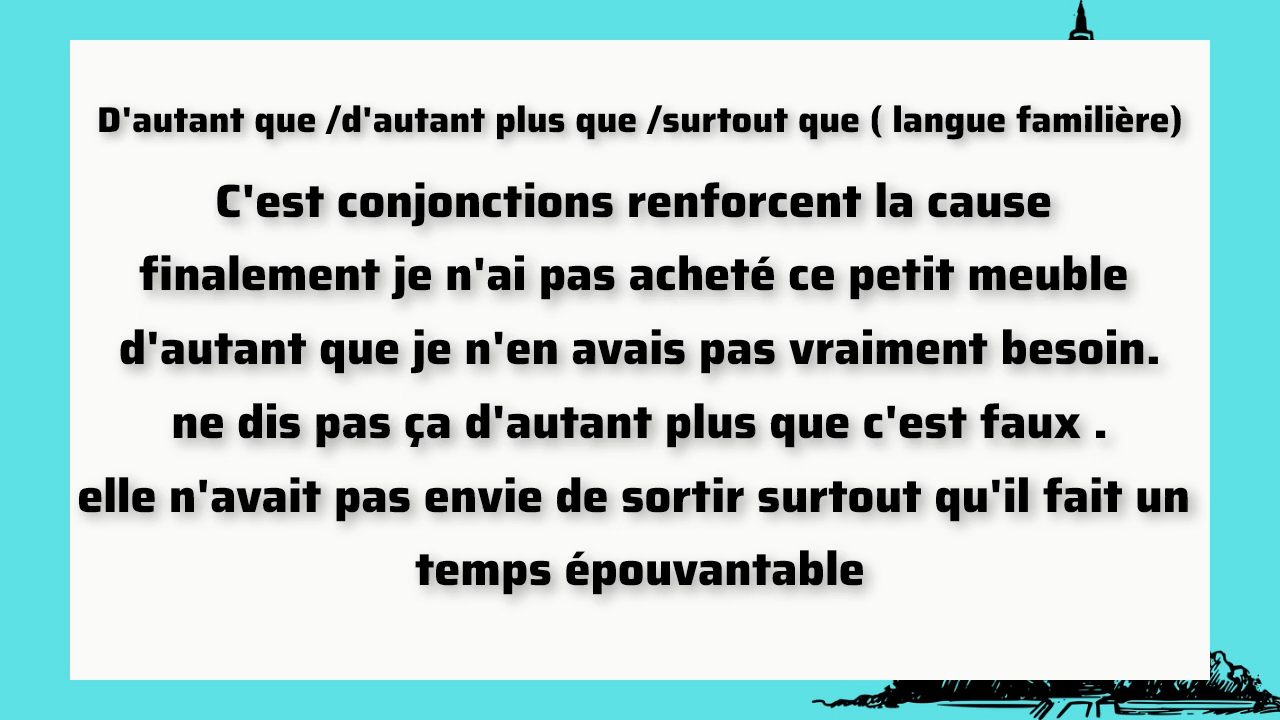 D'autant que /d'autant plus que /surtout que ( langue familière)
C'est conjonctions renforcent la cause
finalement je n'ai pas acheté ce petit meuble
d'autant que je n'en avais pas vraiment besoin.
ne dis pas ça d'autant plus que c'est faux .
elle n'avait pas envie de sortir surtout qu'il fait un
temps épouvantable